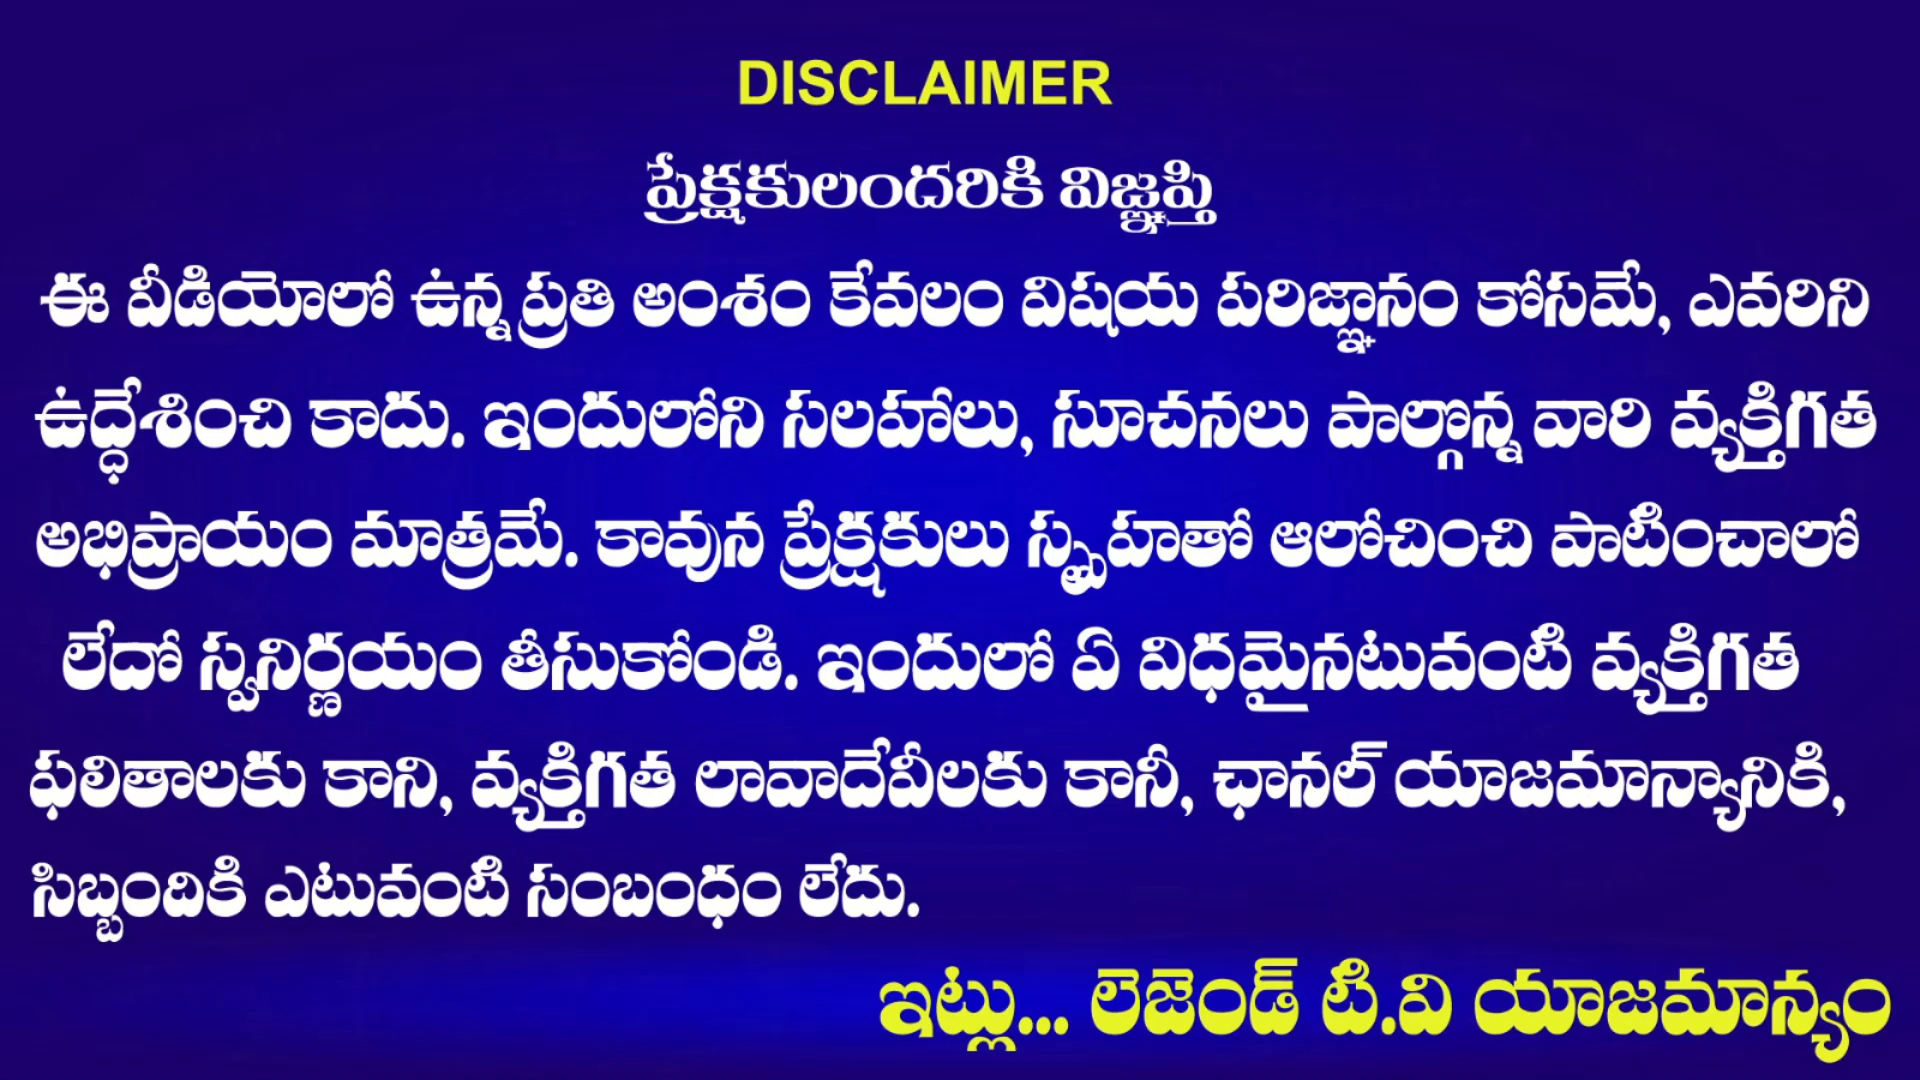 DISCLAIMER
ప్రేక్షకులందరికి విజ్ఞప్తి
ఈ వీడియోలో ఉన్న ప్రతి అంశం కేవలం విషయ పరిజ్ఞానం కోసమే, ఎవరిని
ఉద్ధేశించి కాదు. ఇందులోని సలహాలు, సూచనలు పాల్గొన్న వారి వ్యక్తిగత
అభిప్రాయం మాత్రమే. కావున ప్రేక్షకులు స్పృహతో ఆలోచించి పాటించాలో
లేదో స్వనిర్ణయం తీసుకోండి. ఇందులో ఏ విధమైనటువంటి వ్యక్తిగత
ఫలితాలకు కాని, వ్యక్తిగత లావాదేవీలకు కానీ, ఛానల్ యాజమాన్యానికి,
సిబ్బందికి ఎటువంటి సంబంధం లేదు.
ఇట్లు... లెజెండ్ టి.వి యాజమాన్యం